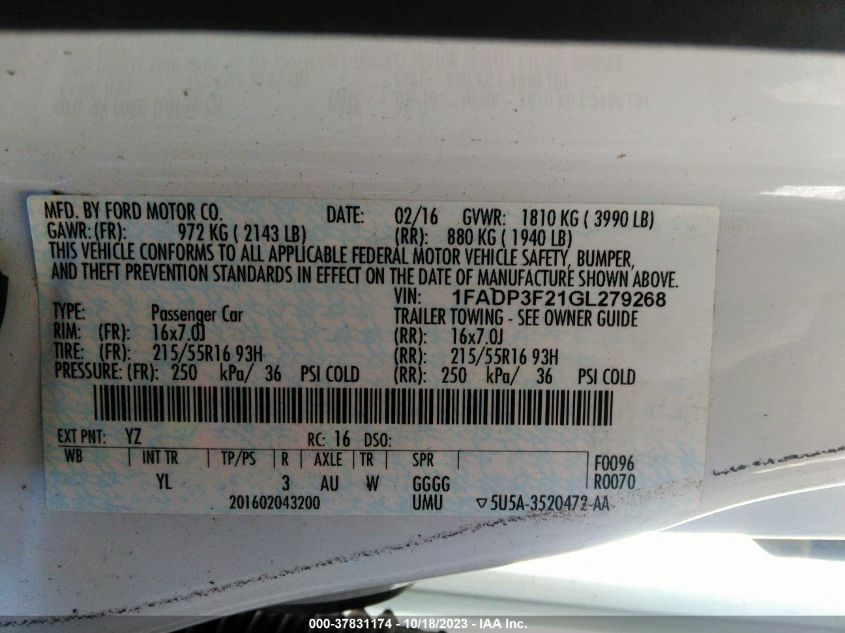 MFD. BY FORD MOTOR CO. DATE: 02/16 GVWR: 1810 KG ( 3990 LB)
GAWR: (FR): 972 KG ( 2143 LB) (RR): 880 KG ( 1940 LB)
THIS VEHICLE CONFORMS TO ALL APPLICABLE FEDERAL MOTOR VEHICLE SAFETY, BUMPER,
AND THEFT PREVENTION STANDARDS IN EFFECT ON THE DATE OF MANUFACTURE SHOWN ABOVE.
VIN: 1FADP3F21GL279268
TYPE: Passenger Car TRAILER TOWING - SEE OWNER GUIDE
RIM: (FR): 16x7.0J (RR): 16x7.0J
TIRE: (FR): 215/55R16 93H (RR): 215/55R16 93H
PRESSURE: (FR): 250 kPa/ 36 PSI COLD (RR): 250 kPa/ 36 PSI COLD
EXT PNT: YZ RC: 16 DSO:
WB INT TR TP/PS R AXLE TR SPR F0096
YL 3 AU W GGGG R0070
201602043200 UMU ▽5U5A-3520472-AA
000-37831174 - 10/18/2023 - IAA Inc.